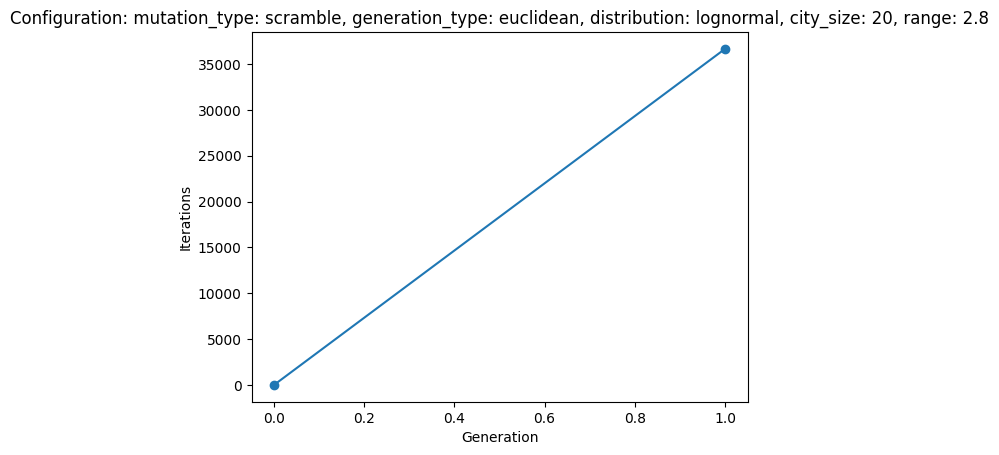 Configuration: mutation_type: scramble, generation_type: euclidean, distribution: lognormal, city_size: 20, range: 2.8
35000
30000
25000
20000
15000
10000
5000
0
Iterations
0.0 0.2 0.4 0.6 0.8 1.0
Generation